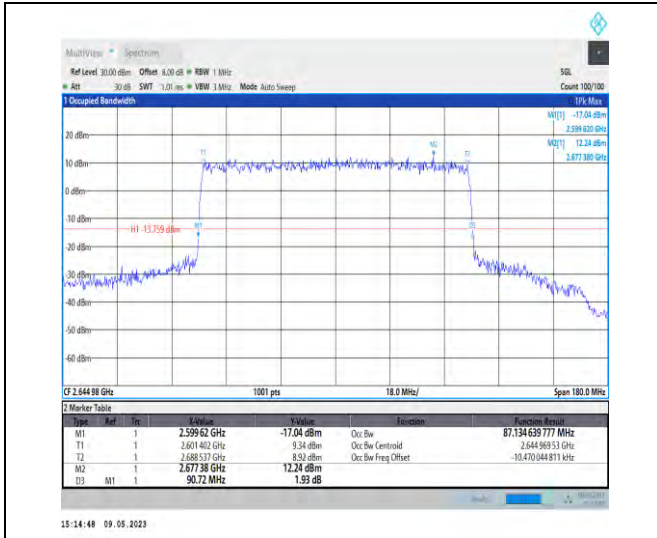 MultiView Spectrum
Ref Level 30.00 dBm Offset 8.00 dB RBW 1 MHz SGL
Att 30 dB SWT 1.01 ms VBW 3 MHz Mode Auto Sweep Count 100/100
1 Occupied Bandwidth 1Pk Max
M1[1] -17.04 dBm
2.599 620 GHz
M2[1] 12.24 dBm
2.677 380 GHz
20 dBm
M2
T1 T2
10 dBm
0 dBm
-10 dBm
H1 -13.759 dBm M1 D3
-20 dBm
-30 dBm
-40 dBm
-50 dBm
-60 dBm
CF 2.644 98 GHz 1001 pts 18.0 MHz/ Span 180.0 MHz
2 Marker Table
Type Ref Trc X-Value Y-Value Function Function Result
M1 1 2.599 62 GHz -17.04 dBm Occ Bw 87.134 639 777 MHz
T1 1 2.601 402 GHz 9.34 dBm Occ Bw Centroid 2.644 969 53 GHz
T2 1 2.688 537 GHz 8.92 dBm Occ Bw Freq Offset -10.470 044 811 kHz
M2 1 2.677 38 GHz 12.24 dBm
D3 M1 1 90.72 MHz 1.93 dB
15:14:48 09.05.2023